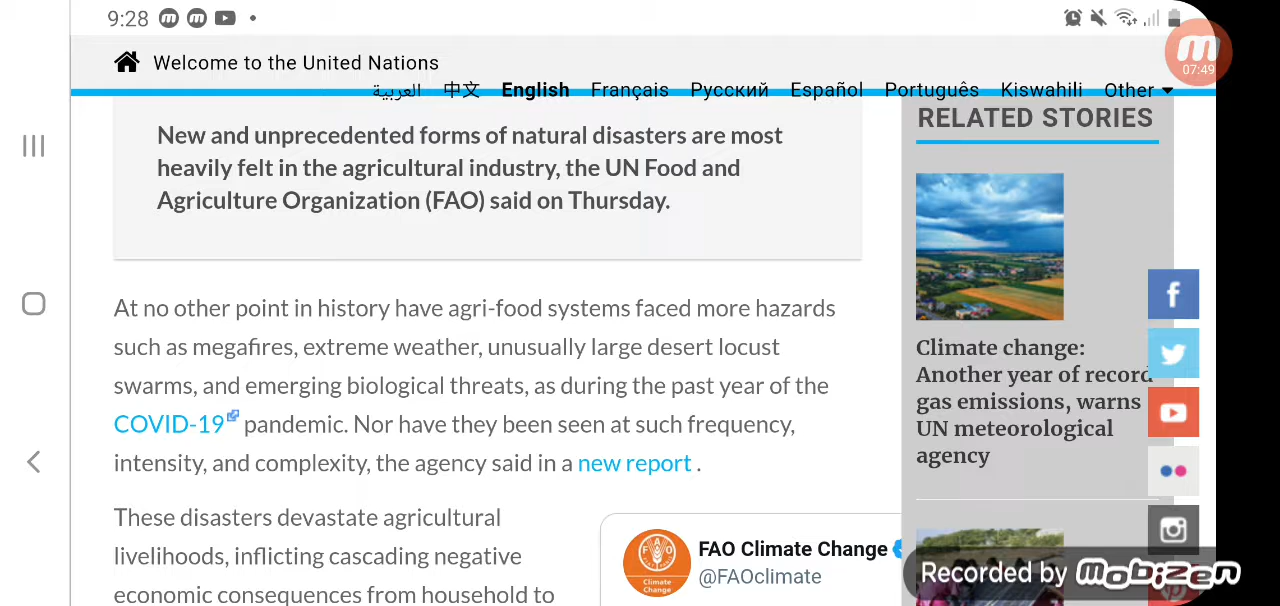 9:28
07:49
Welcome to the United Nations
العربية 中文 English Français Русский Español Português Kiswahili Other
New and unprecedented forms of natural disasters are most
heavily felt in the agricultural industry, the UN Food and
Agriculture Organization (FAO) said on Thursday.
At no other point in history have agri-food systems faced more hazards
such as megafires, extreme weather, unusually large desert locust
swarms, and emerging biological threats, as during the past year of the
COVID-19 pandemic. Nor have they been seen at such frequency,
intensity, and complexity, the agency said in a new report .
These disasters devastate agricultural
livelihoods, inflicting cascading negative
economic consequences from household to
FAO Climate Change
@FAOclimate
FAO
Climate
Change
RELATED STORIES
Climate change:
Another year of record
gas emissions, warns
UN meteorological
agency
Recorded by mobizen